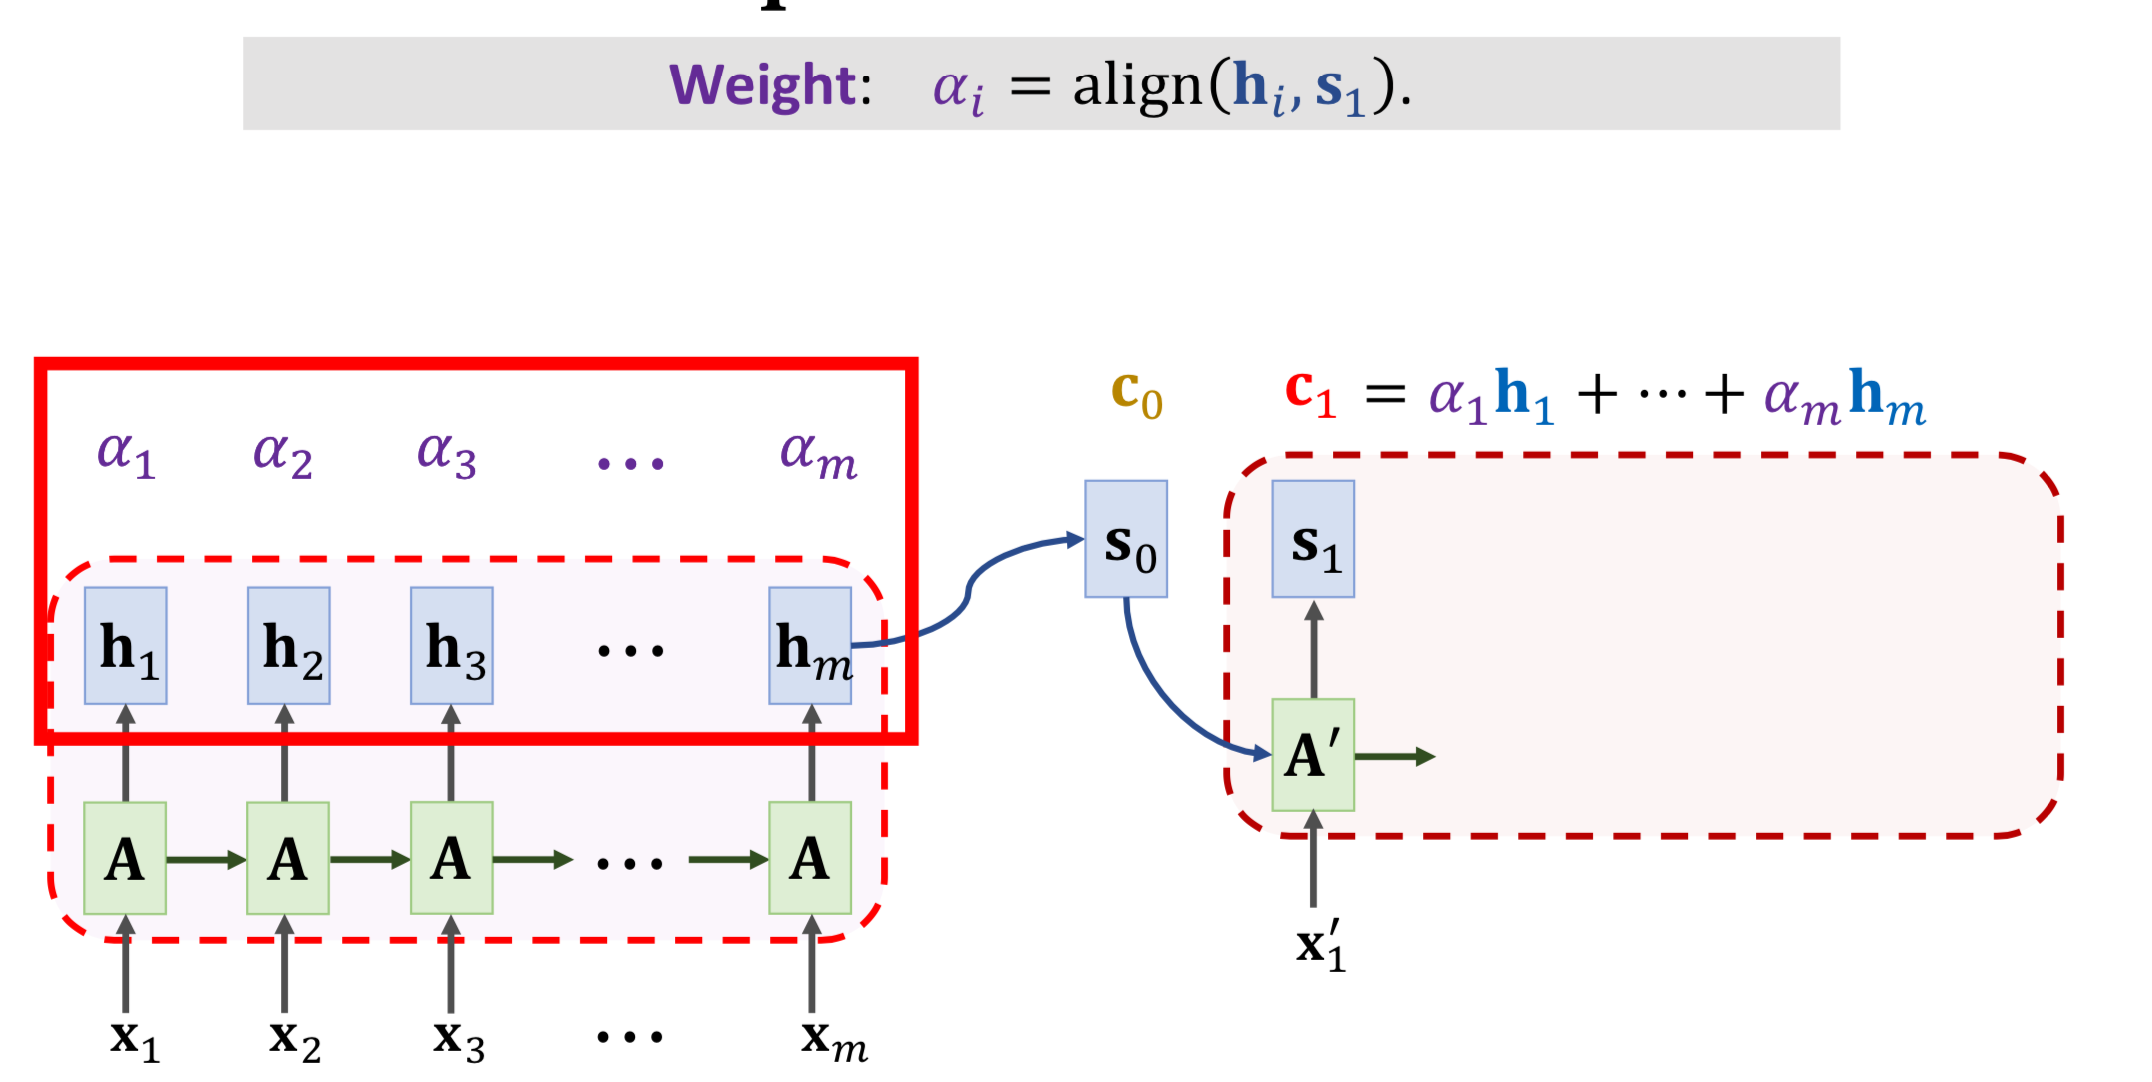 Weight: αᵢ = align(hᵢ, s₁).
c₀ c₁ = α₁h₁ + ⋯ + αₘhₘ
α₁ α₂ α₃ ⋯ αₘ
s₀ s₁
h₁ h₂ h₃ ⋯ hₘ
A′
A A A ⋯ A
x′₁
x₁ x₂ x₃ ⋯ xₘ